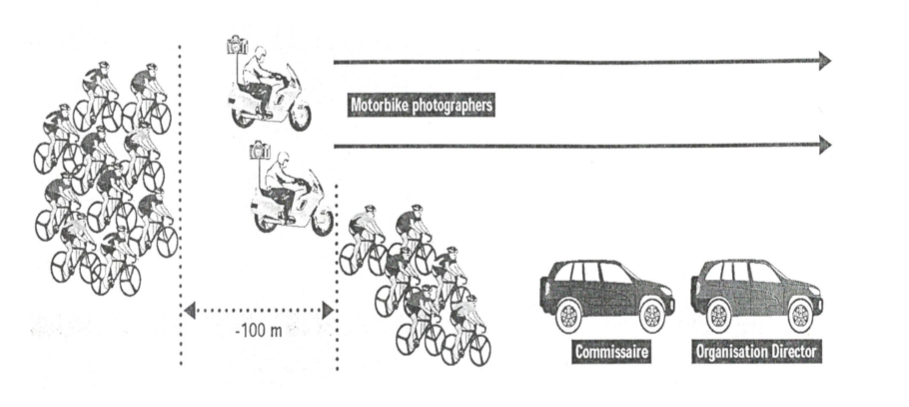 Motorbike photographers
-100 m
Commissaire
Organisation Director